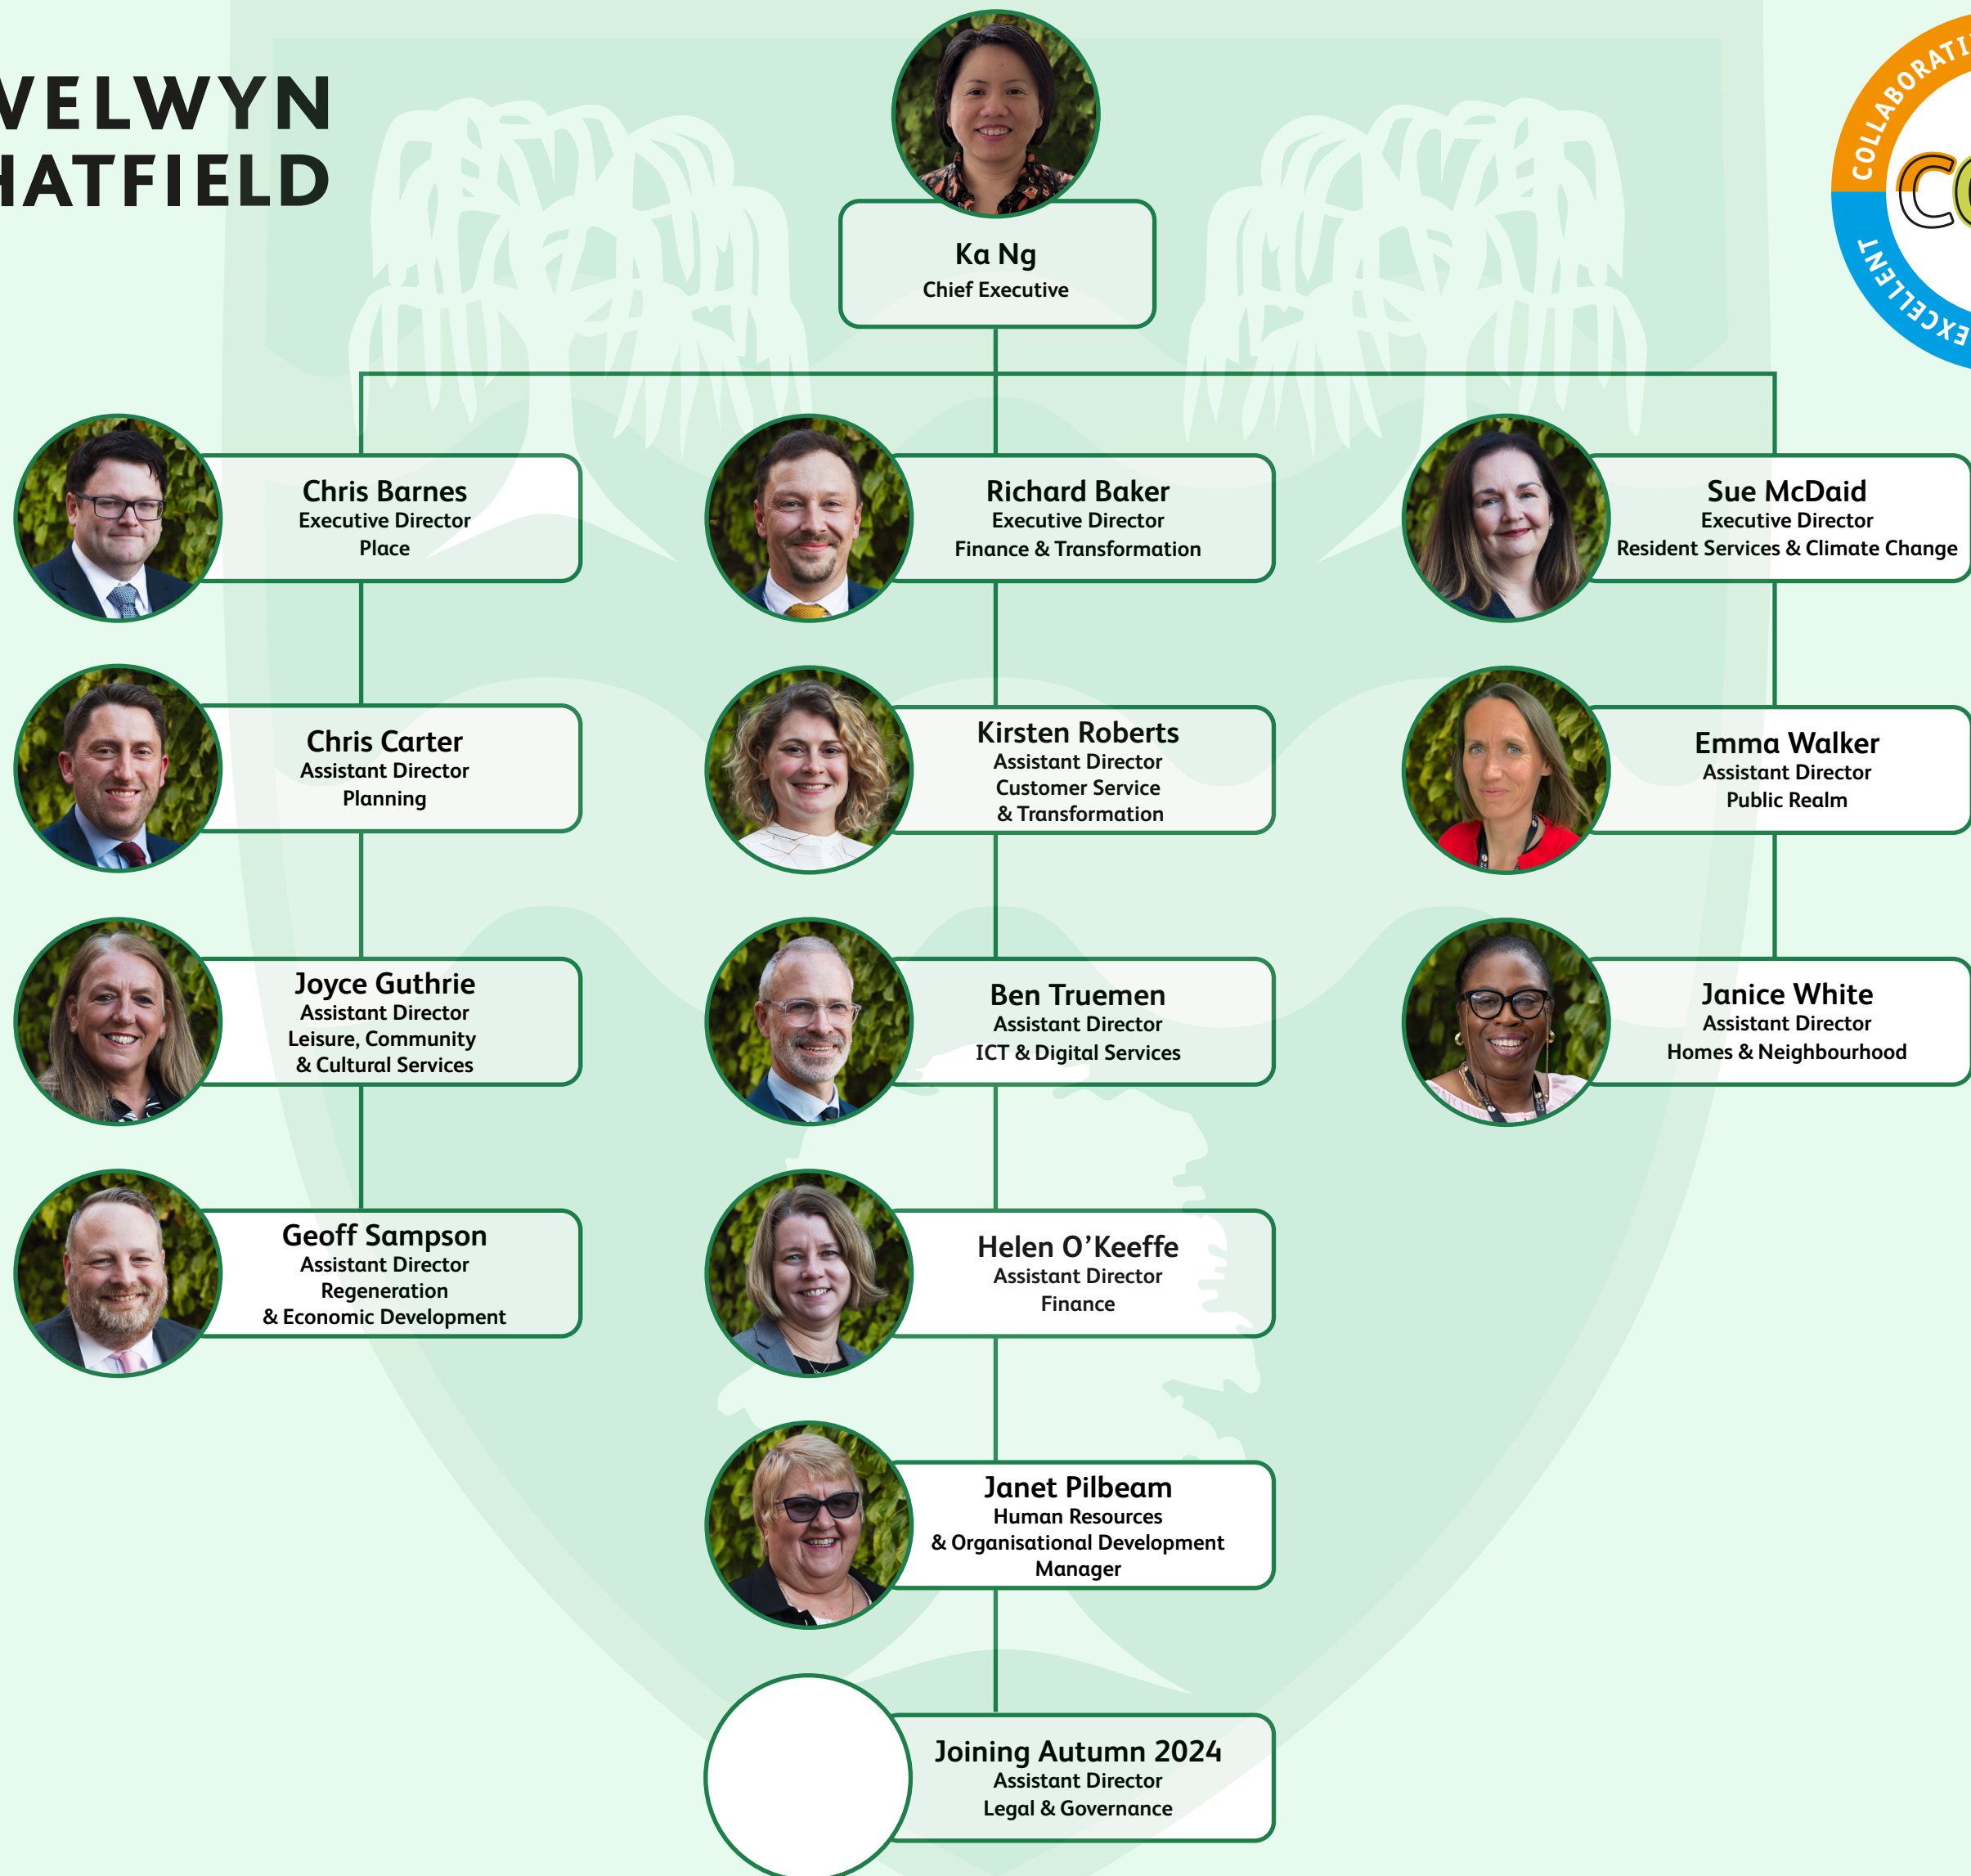 WELWYN
HATFIELD
COLLABORATI
EXCELLENT
Ka Ng
Chief Executive
Chris Barnes
Executive Director
Place
Richard Baker
Executive Director
Finance & Transformation
Sue McDaid
Executive Director
Resident Services & Climate Change
Chris Carter
Assistant Director
Planning
Kirsten Roberts
Assistant Director
Customer Service
& Transformation
Emma Walker
Assistant Director
Public Realm
Joyce Guthrie
Assistant Director
Leisure, Community
& Cultural Services
Ben Truemen
Assistant Director
ICT & Digital Services
Janice White
Assistant Director
Homes & Neighbourhood
Geoff Sampson
Assistant Director
Regeneration
& Economic Development
Helen O’Keeffe
Assistant Director
Finance
Janet Pilbeam
Human Resources
& Organisational Development
Manager
Joining Autumn 2024
Assistant Director
Legal & Governance